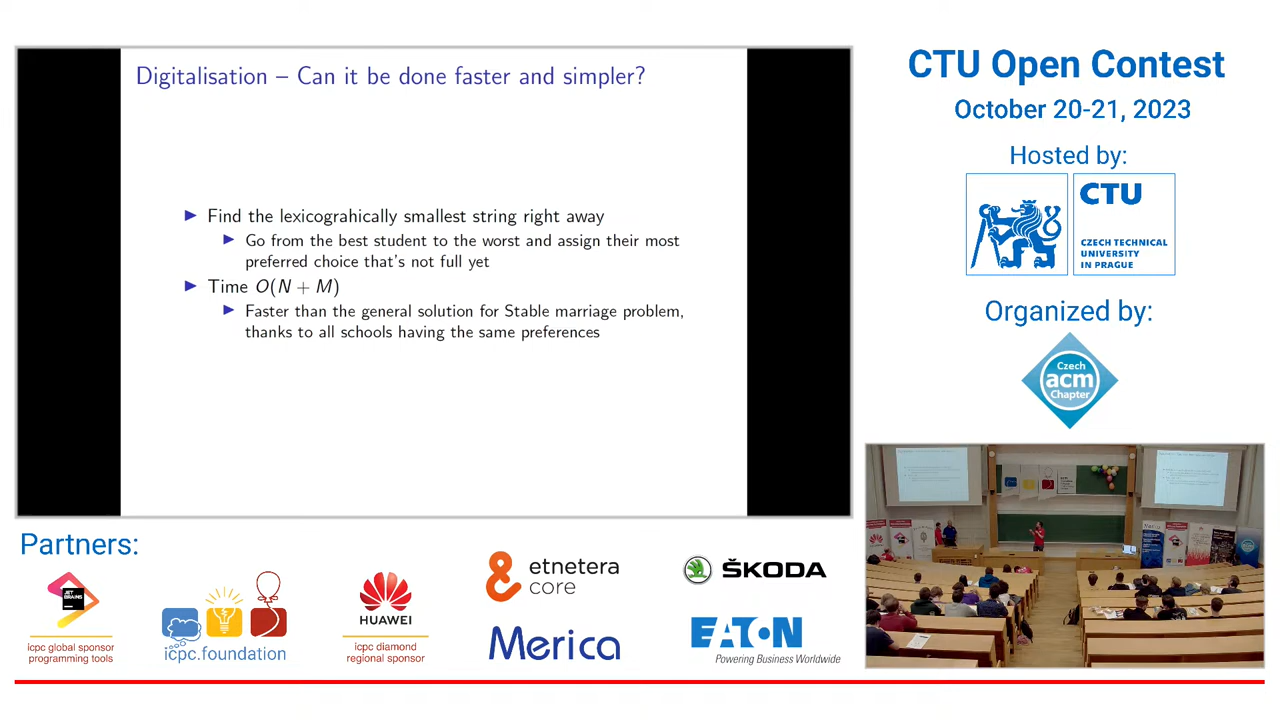 Digitalisation – Can it be done faster and simpler?
Find the lexicograhically smallest string right away
Go from the best student to the worst and assign their most
preferred choice that's not full yet
Time O(N + M)
Faster than the general solution for Stable marriage problem,
thanks to all schools having the same preferences
CTU Open Contest
October 20-21, 2023
Hosted by:
CTU
CZECH TECHNICAL
UNIVERSITY
IN PRAGUE
Organized by:
Czech
acm
Chapter
Partners:
JET
BRAINS
icpc global sponsor
programming tools
icpc.foundation
HUAWEI
icpc diamond
regional sponsor
etnetera
core
Merica
ŠKODA
EATON
Powering Business Worldwide